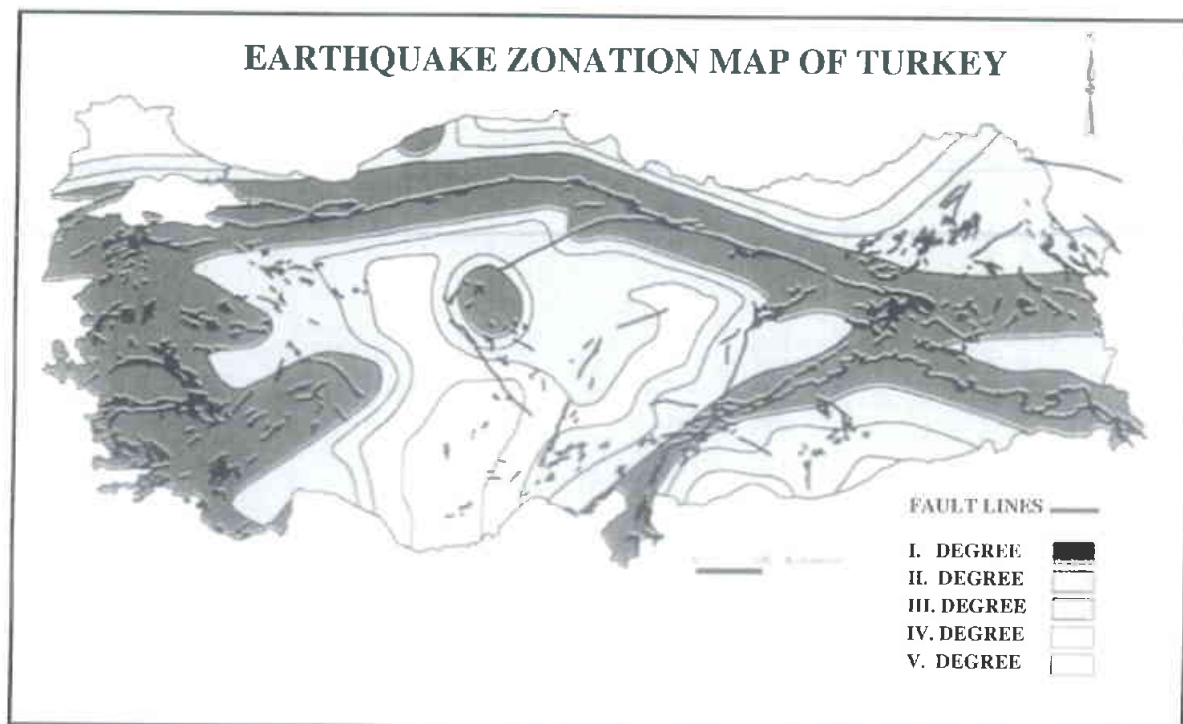 EARTHQUAKE ZONATION MAP OF TURKEY
FAULT LINES
I. DEGREE
II. DEGREE
III. DEGREE
IV. DEGREE
V. DEGREE